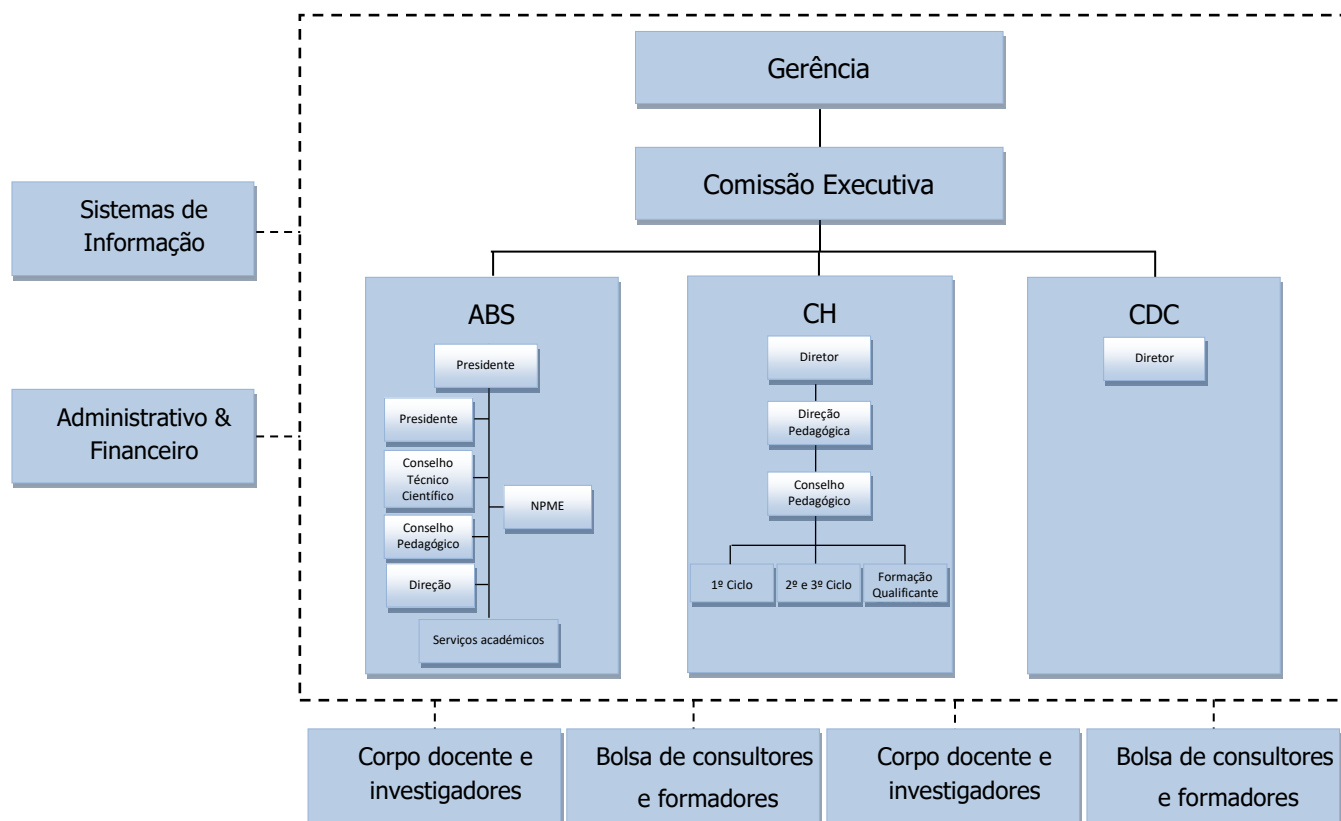 Gerência
Comissão Executiva
Sistemas de
Informação
Administrativo &
Financeiro
ABS
Presidente
Presidente
Conselho
Técnico
Científico
NPME
Conselho
Pedagógico
Direção
Serviços académicos
CH
Diretor
Direção
Pedagógica
Conselho
Pedagógico
1º Ciclo
2º e 3º Ciclo
Formação
Qualificante
CDC
Diretor
Corpo docente e
investigadores
Bolsa de consultores
e formadores
Corpo docente e
investigadores
Bolsa de consultores
e formadores